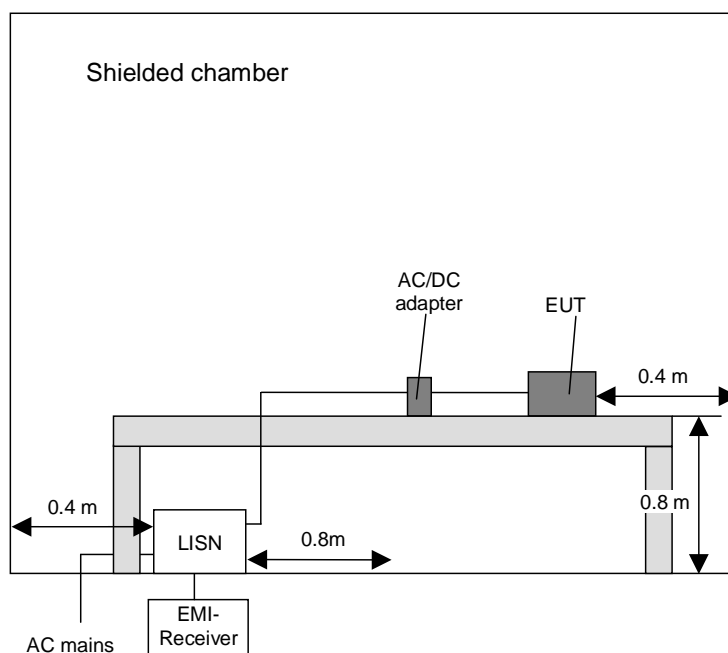 Shielded chamber
AC/DC
adapter
EUT
0.4 m
0.4 m
0.8 m
LISN
0.8m
EMI-
Receiver
AC mains